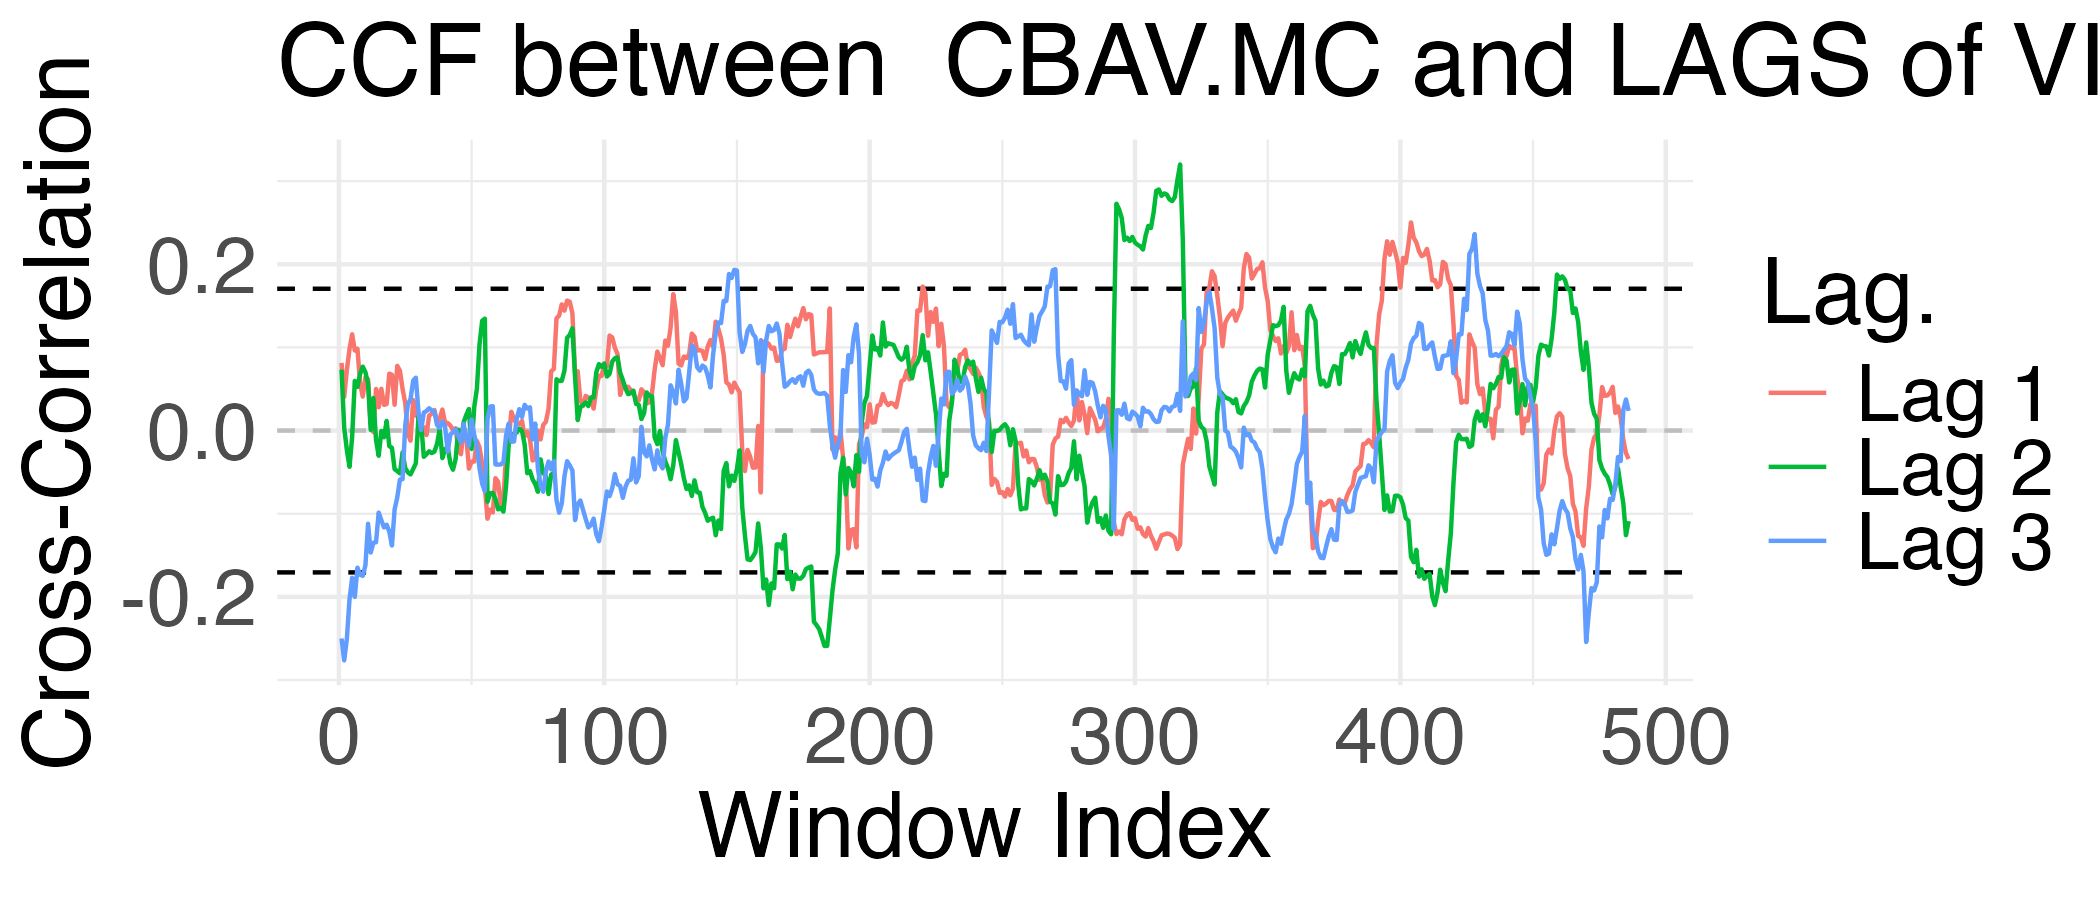 CCF between  CBAV.MC and LAGS of VI
Cross-Correlation
0.2
0.0
-0.2
0 100 200 300 400 500
Window Index
Lag.
Lag 1
Lag 2
Lag 3